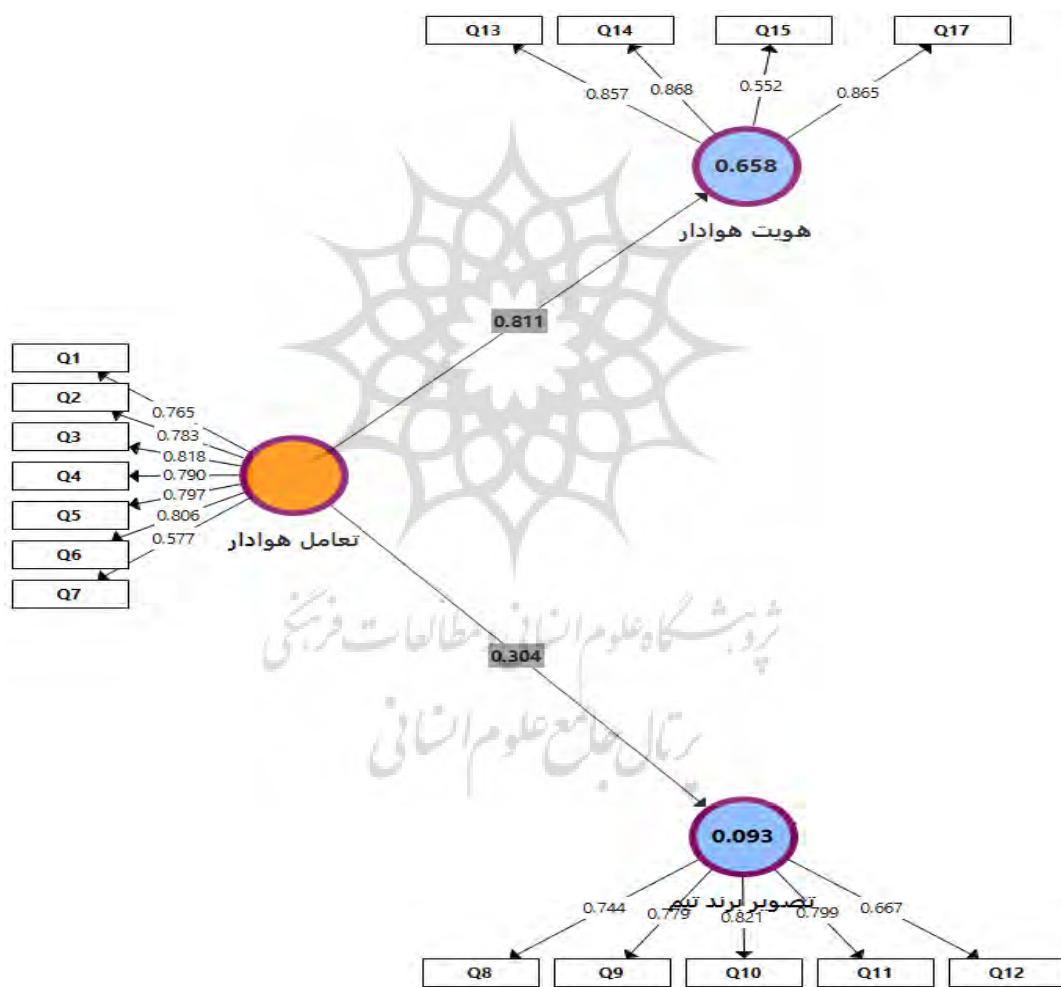 Q13 Q14 Q15 Q17
0.857 0.868 0.552 0.865
0.658
هویت هوادار
0.811
Q1
Q2
Q3
Q4
Q5
Q6
Q7
0.765
0.783
0.818
0.790
0.797
0.806
0.577
تعامل هوادار
پژوهشگاه علوم انسانی و مطالعات فرهنگی
0.304
پرتال جامع علوم انسانی
0.093
تصویر برند تیم
0.744 0.779 0.821 0.799 0.667
Q8 Q9 Q10 Q11 Q12